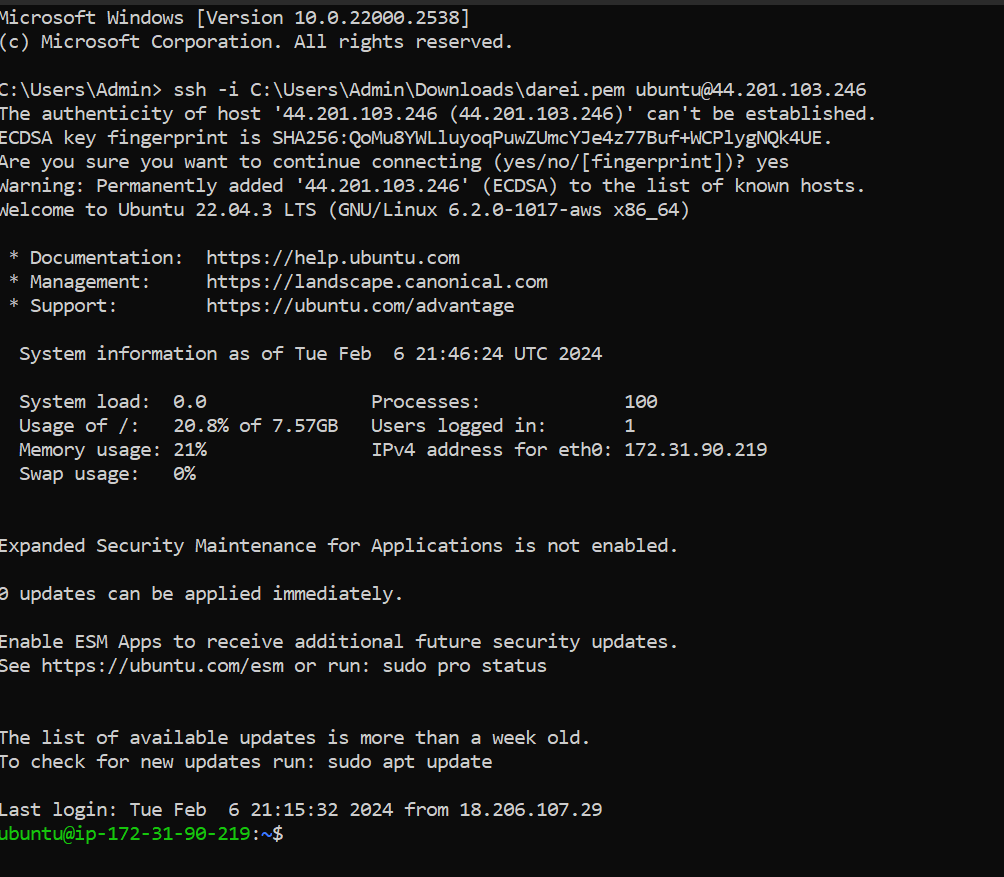 Microsoft Windows [Version 10.0.22000.2538]
(c) Microsoft Corporation. All rights reserved.
C:\Users\Admin> ssh -i C:\Users\Admin\Downloads\darei.pem ubuntu@44.201.103.246
The authenticity of host '44.201.103.246 (44.201.103.246)' can't be established.
ECDSA key fingerprint is SHA256:QoMu8YWLluyoqPuwZUmcYJe4z77Buf+WCPlygNQk4UE.
Are you sure you want to continue connecting (yes/no/[fingerprint])? yes
Warning: Permanently added '44.201.103.246' (ECDSA) to the list of known hosts.
Welcome to Ubuntu 22.04.3 LTS (GNU/Linux 6.2.0-1017-aws x86_64)
* Documentation:  https://help.ubuntu.com
* Management:     https://landscape.canonical.com
* Support:        https://ubuntu.com/advantage
System information as of Tue Feb  6 21:46:24 UTC 2024
System load:  0.0               Processes:             100
Usage of /:   20.8% of 7.57GB   Users logged in:       1
Memory usage: 21%               IPv4 address for eth0: 172.31.90.219
Swap usage:   0%
Expanded Security Maintenance for Applications is not enabled.
0 updates can be applied immediately.
Enable ESM Apps to receive additional future security updates.
See https://ubuntu.com/esm or run: sudo pro status
The list of available updates is more than a week old.
To check for new updates run: sudo apt update
Last login: Tue Feb  6 21:15:32 2024 from 18.206.107.29
ubuntu@ip-172-31-90-219:~$